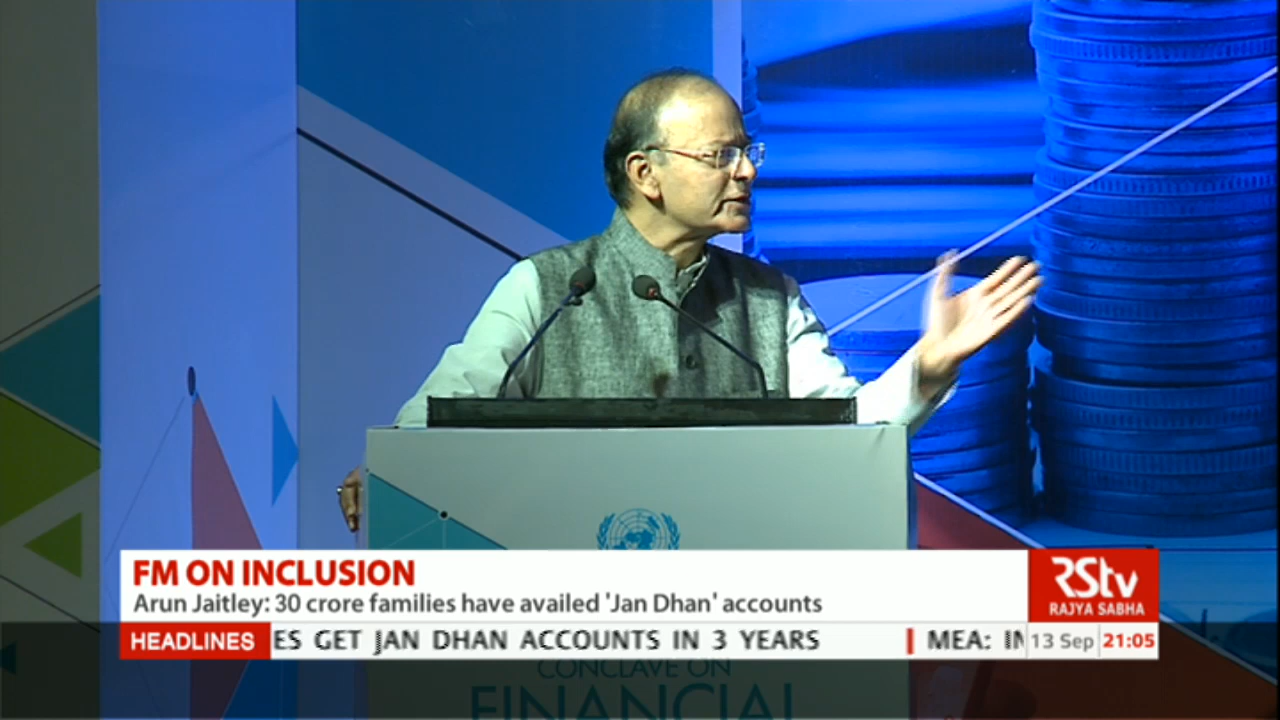 FM ON INCLUSION
Arun Jaitley: 30 crore families have availed 'Jan Dhan' accounts
RStv
RAJYA SABHA
HEADLINES
ES GET JAN DHAN ACCOUNTS IN 3 YEARS
MEA:
13 Sep
21:05
CONCLAVE ON
FINANCIAL